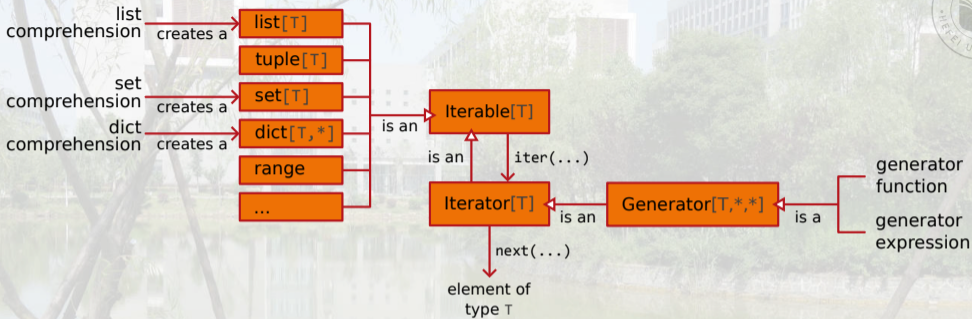 list
comprehension
creates a
list[T]
tuple[T]
set
comprehension
creates a
set[T]
dict
comprehension
creates a
dict[T,*]
range
...
is an
Iterable[T]
is an
iter(...)
Iterator[T]
is an
Generator[T,*,*]
is a
generator
function
generator
expression
next(...)
element of
type T